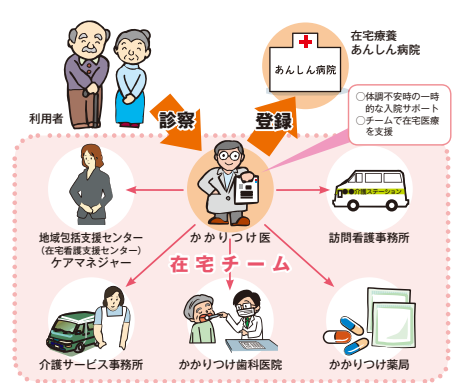 在宅療養
あんしん病院
あんしん病院
○体調不安時の一時
的な入院サポート
○チームで在宅医療
を支援
利用者
診察
登録
●●介護ステーション
地域包括支援センター
(在宅看護支援センター)
ケアマネジャー
かかりつけ医
訪問看護事務所
在宅チーム
介護サービス事務所
かかりつけ歯科医院
かかりつけ薬局